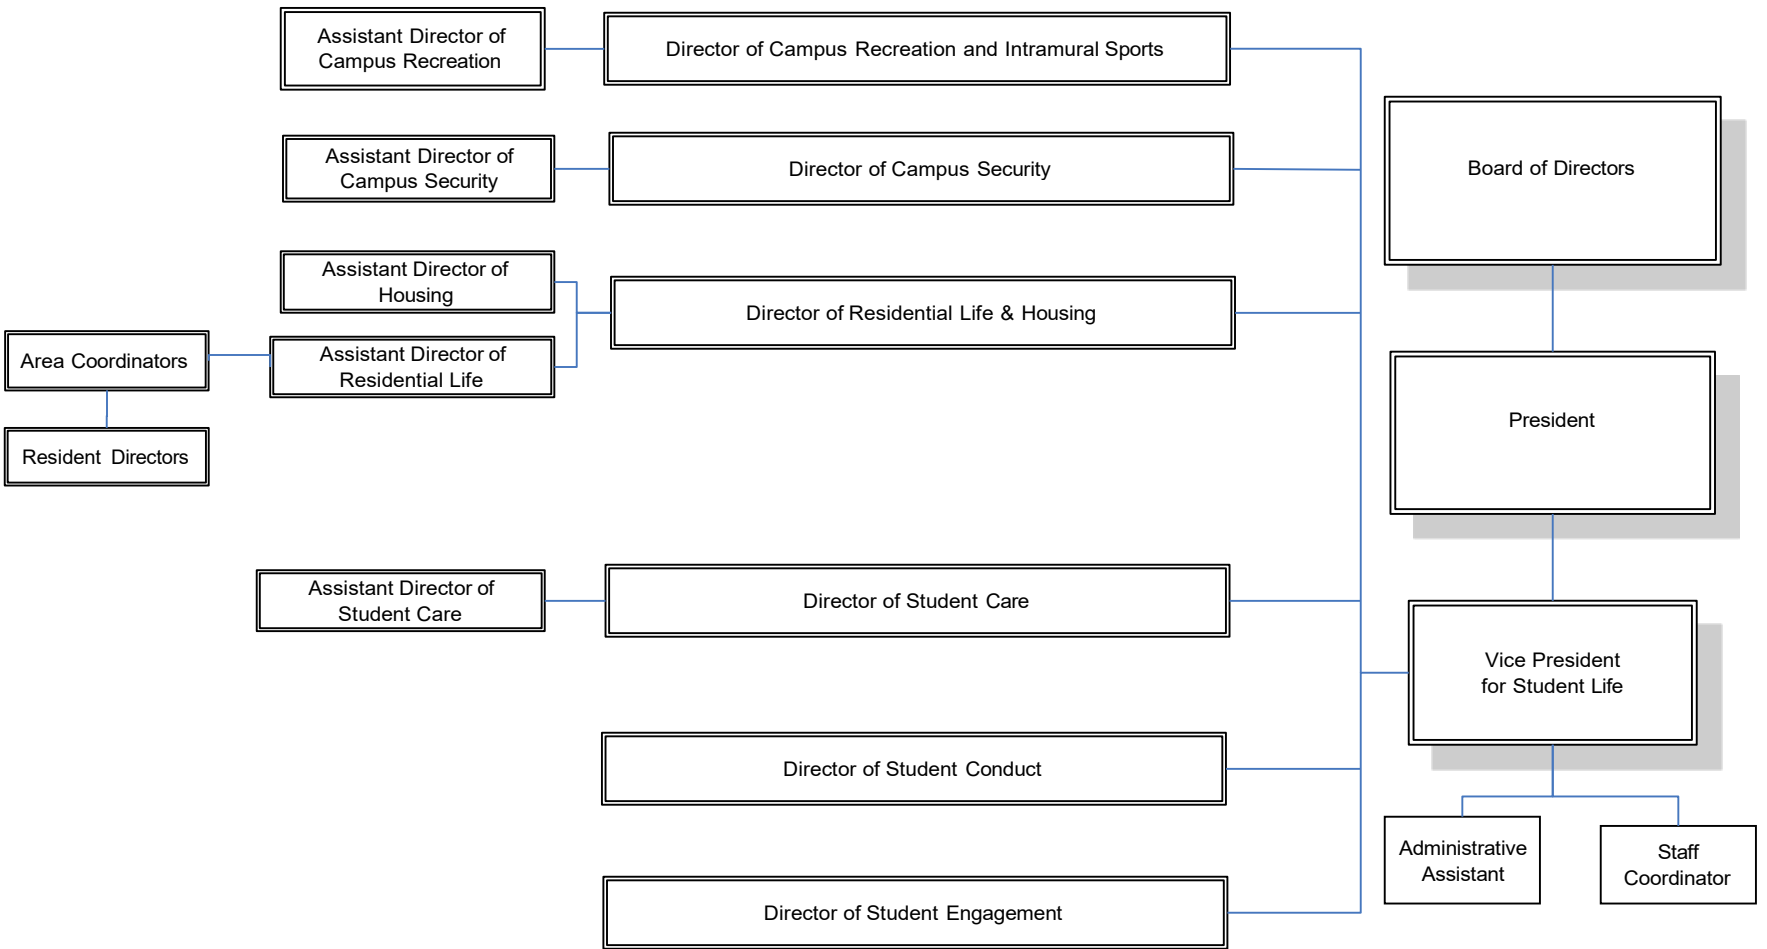 Assistant Director of
Campus Recreation
Director of Campus Recreation and Intramural Sports
Assistant Director of
Campus Security
Director of Campus Security
Board of Directors
Assistant Director of
Housing
Director of Residential Life & Housing
Area Coordinators
Assistant Director of
Residential Life
President
Resident Directors
Assistant Director of
Student Care
Director of Student Care
Vice President
for Student Life
Director of Student Conduct
Administrative
Assistant
Staff
Coordinator
Director of Student Engagement